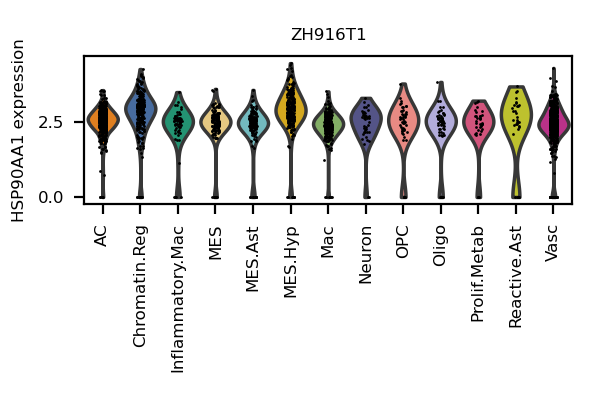 ZH916T1
HSP90AA1 expression
2.5
0.0
AC
Chromatin.Reg
Inflammatory.Mac
MES
MES.Ast
MES.Hyp
Mac
Neuron
OPC
Oligo
Prolif.Metab
Reactive.Ast
Vasc